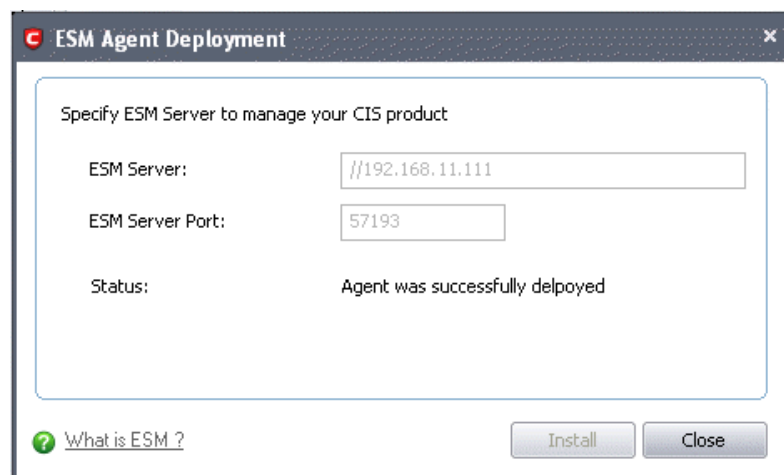 ESM Agent Deployment
Specify ESM Server to manage your CIS product
ESM Server: //192.168.11.111
ESM Server Port: 57193
Status: Agent was successfully delpoyed
What is ESM ? Install Close